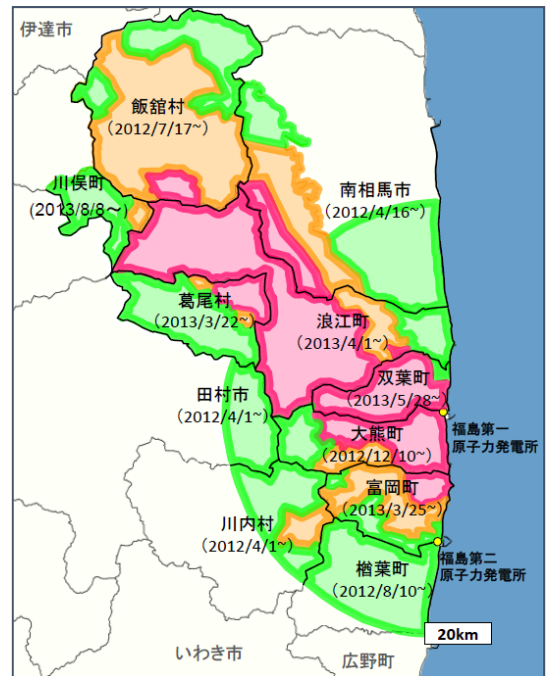 伊達市
飯舘村
（2012/7/17~）
川俣町
(2013/8/8～)
南相馬市
（2012/4/16~）
葛尾村
（2013/3/22~）
浪江町
（2013/4/1~）
双葉町
（2013/5/28~）
田村市
（2012/4/1~）
大熊町
（2012/12/10~）
福島第一
原子力発電所
富岡町
（2013/3/25~）
川内村
（2012/4/1~）
福島第二
原子力発電所
楢葉町
（2012/8/10~）
20km
いわき市
広野町